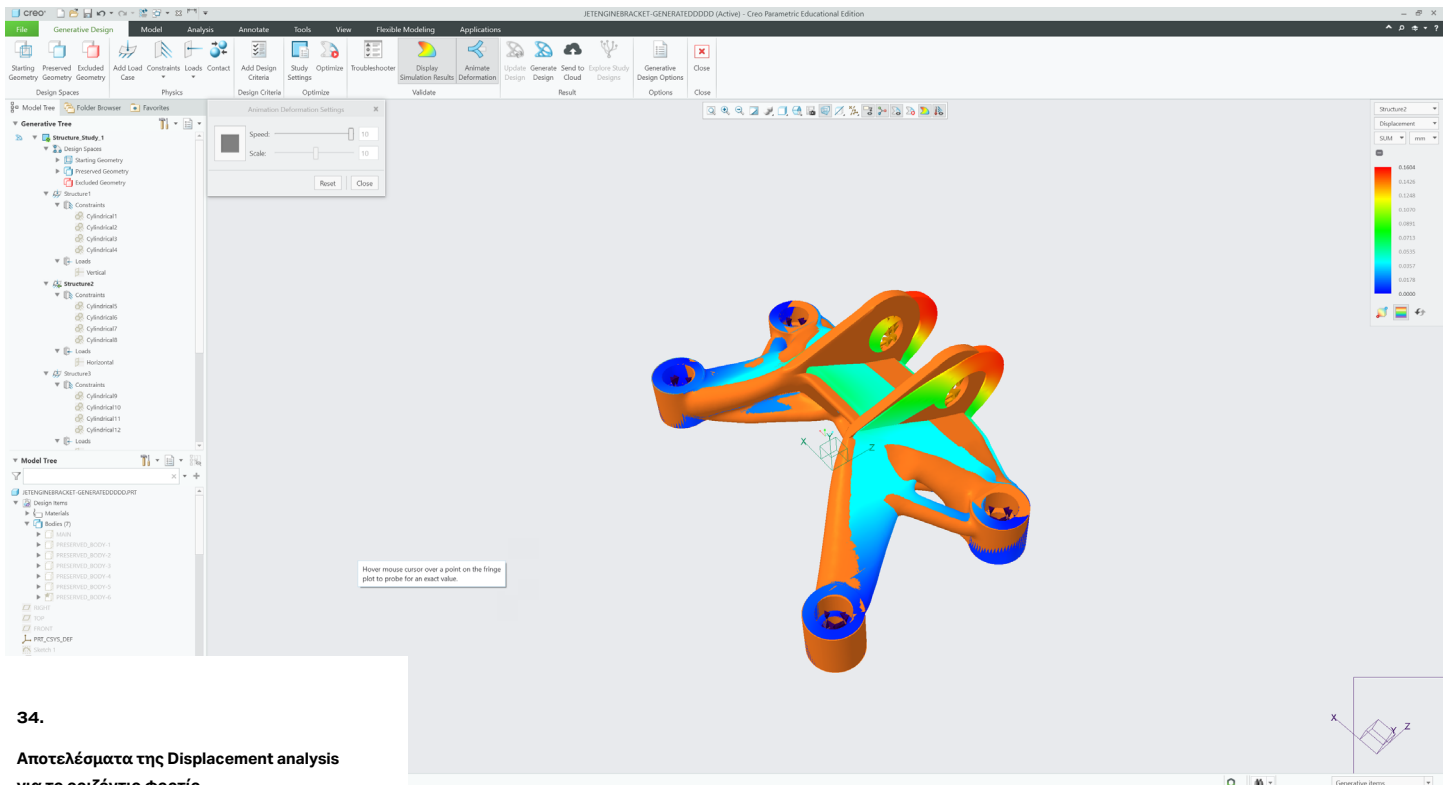 creo
JETENGINEBRACKET-GENERATEDDDDD (Active) - Creo Parametric Educational Edition
File Generative Design Model Analysis Annotate Tools View Flexible Modeling Applications
Starting Geometry
Preserved Geometry
Excluded Geometry
Add Load Case
Constraints
Loads
Contact
Add Design Criteria
Study Settings
Optimize
Troubleshooter
Display Simulation Results
Animate Deformation
Update Design
Generate Design
Send to Cloud
Explore Study Designs
Generative Design Options
Close
Design Spaces Physics Design Criteria Optimize Validate Result Options Close
Model Tree Folder Browser Favorites
Generative Tree
Structure_Study_1
Design Spaces
Starting Geometry
Preserved Geometry
Excluded Geometry
Structure1
Constraints
Cylindrical1
Cylindrical2
Cylindrical3
Cylindrical4
Loads
Vertical
Structure2
Constraints
Cylindrical5
Cylindrical6
Cylindrical7
Cylindrical8
Loads
Horizontal
Structure3
Constraints
Cylindrical9
Cylindrical10
Cylindrical11
Cylindrical12
Loads
Model Tree
JETENGINEBRACKET-GENERATEDDDDD.PRT
Design Items
Materials
Bodies (7)
MAIN
PRESERVED_BODY-1
PRESERVED_BODY-2
PRESERVED_BODY-3
PRESERVED_BODY-4
PRESERVED_BODY-5
PRESERVED_BODY-6
RIGHT
TOP
FRONT
PRT_CSYS_DEF
Sketch 1
Animation Deformation Settings
Speed: 10
Scale: 10
Reset Close
Hover mouse cursor over a point on the fringe
plot to probe for an exact value.
X Y Z
Structure2
Displacement
SUM mm
0.1604
0.1426
0.1248
0.1070
0.0891
0.0713
0.0535
0.0357
0.0178
0.0000
X Y Z
Generative items
34.
Αποτελέσματα της Displacement analysis
για το οριζόντιο φορτίο